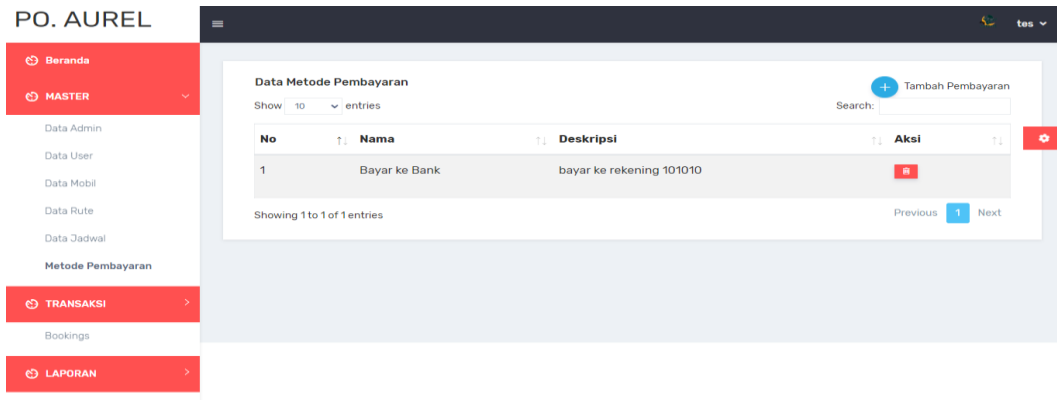 PO. AUREL
tes
Beranda
MASTER
Data Admin
Data User
Data Mobil
Data Rute
Data Jadwal
Metode Pembayaran
TRANSAKSI
Bookings
LAPORAN
Data Metode Pembayaran
Tambah Pembayaran
Show 10 entries
Search:
No Nama Deskripsi Aksi
1 Bayar ke Bank bayar ke rekening 101010
Showing 1 to 1 of 1 entries
Previous 1 Next